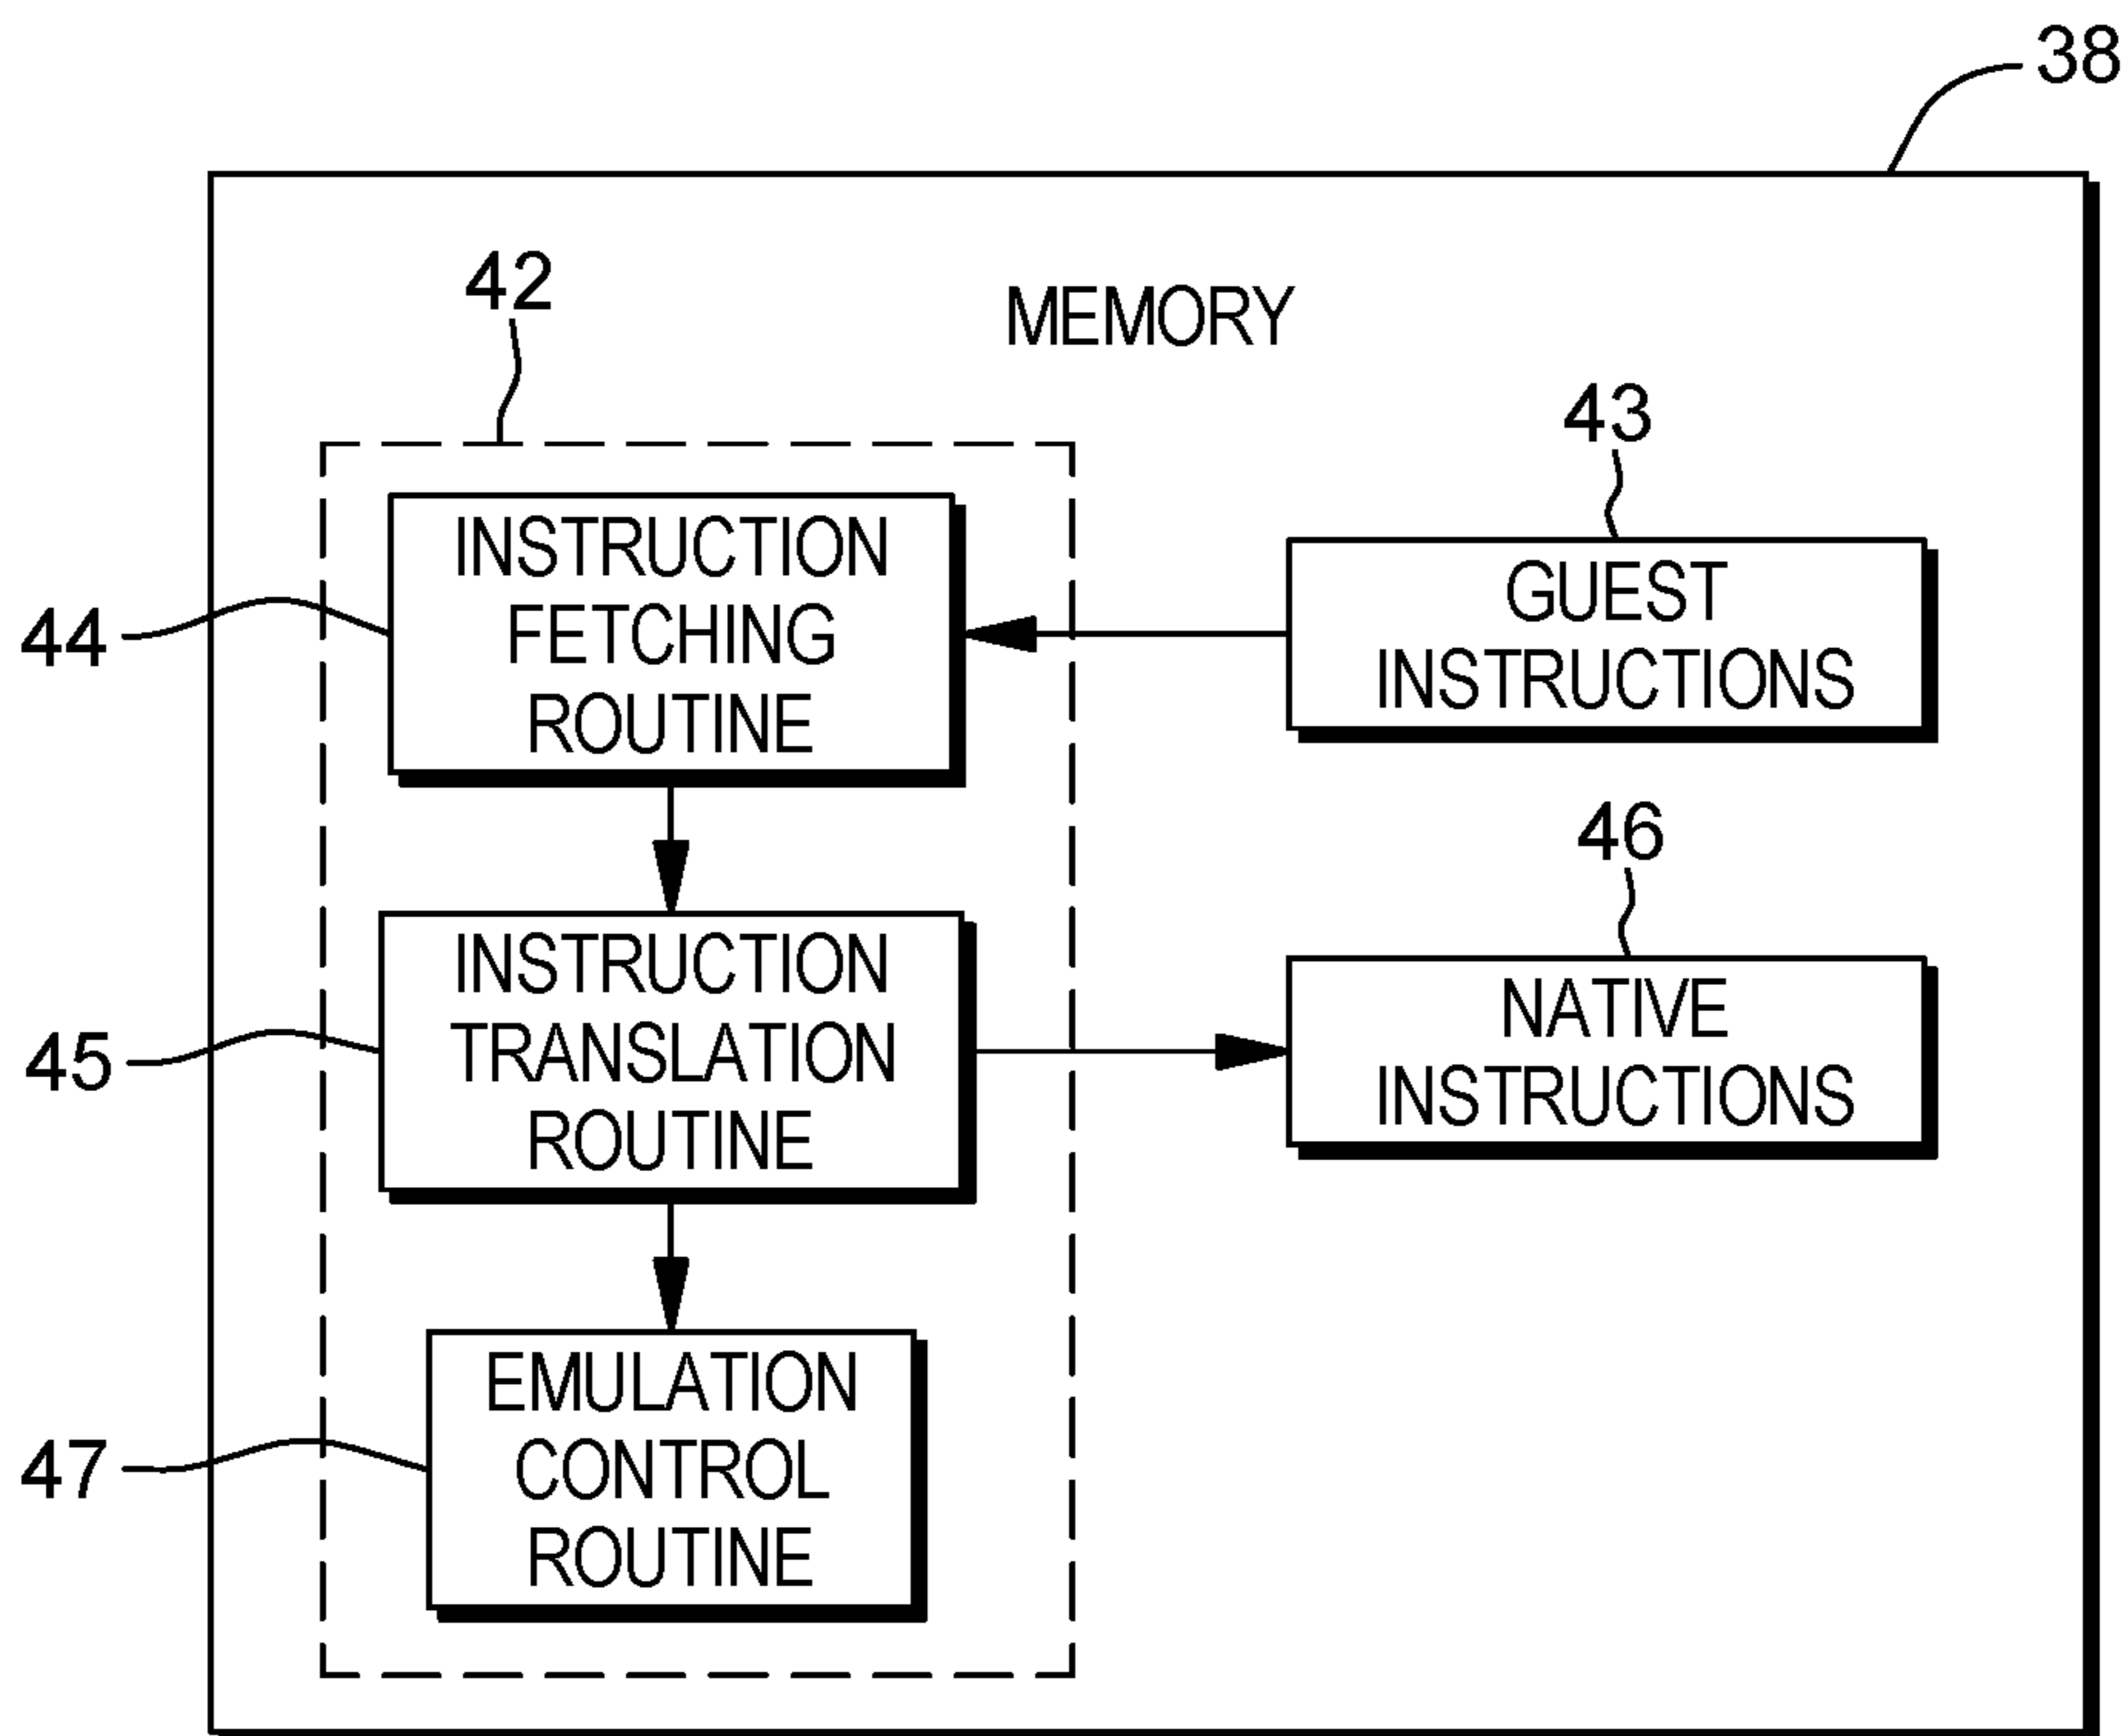 38
42
MEMORY
43
INSTRUCTION
FETCHING
ROUTINE
44
GUEST
INSTRUCTIONS
46
INSTRUCTION
TRANSLATION
ROUTINE
45
NATIVE
INSTRUCTIONS
EMULATION
CONTROL
ROUTINE
47